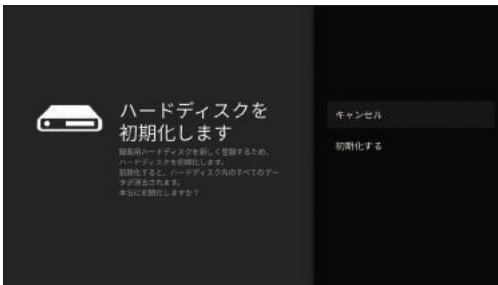 ハードディスクを
初期化します
録画用ハードディスクを新しく登録するため、
ハードディスクを初期化します。
初期化すると、ハードディスク内のすべてのデー
タが消去されます。
本当に初期化しますか？
キャンセル
初期化する